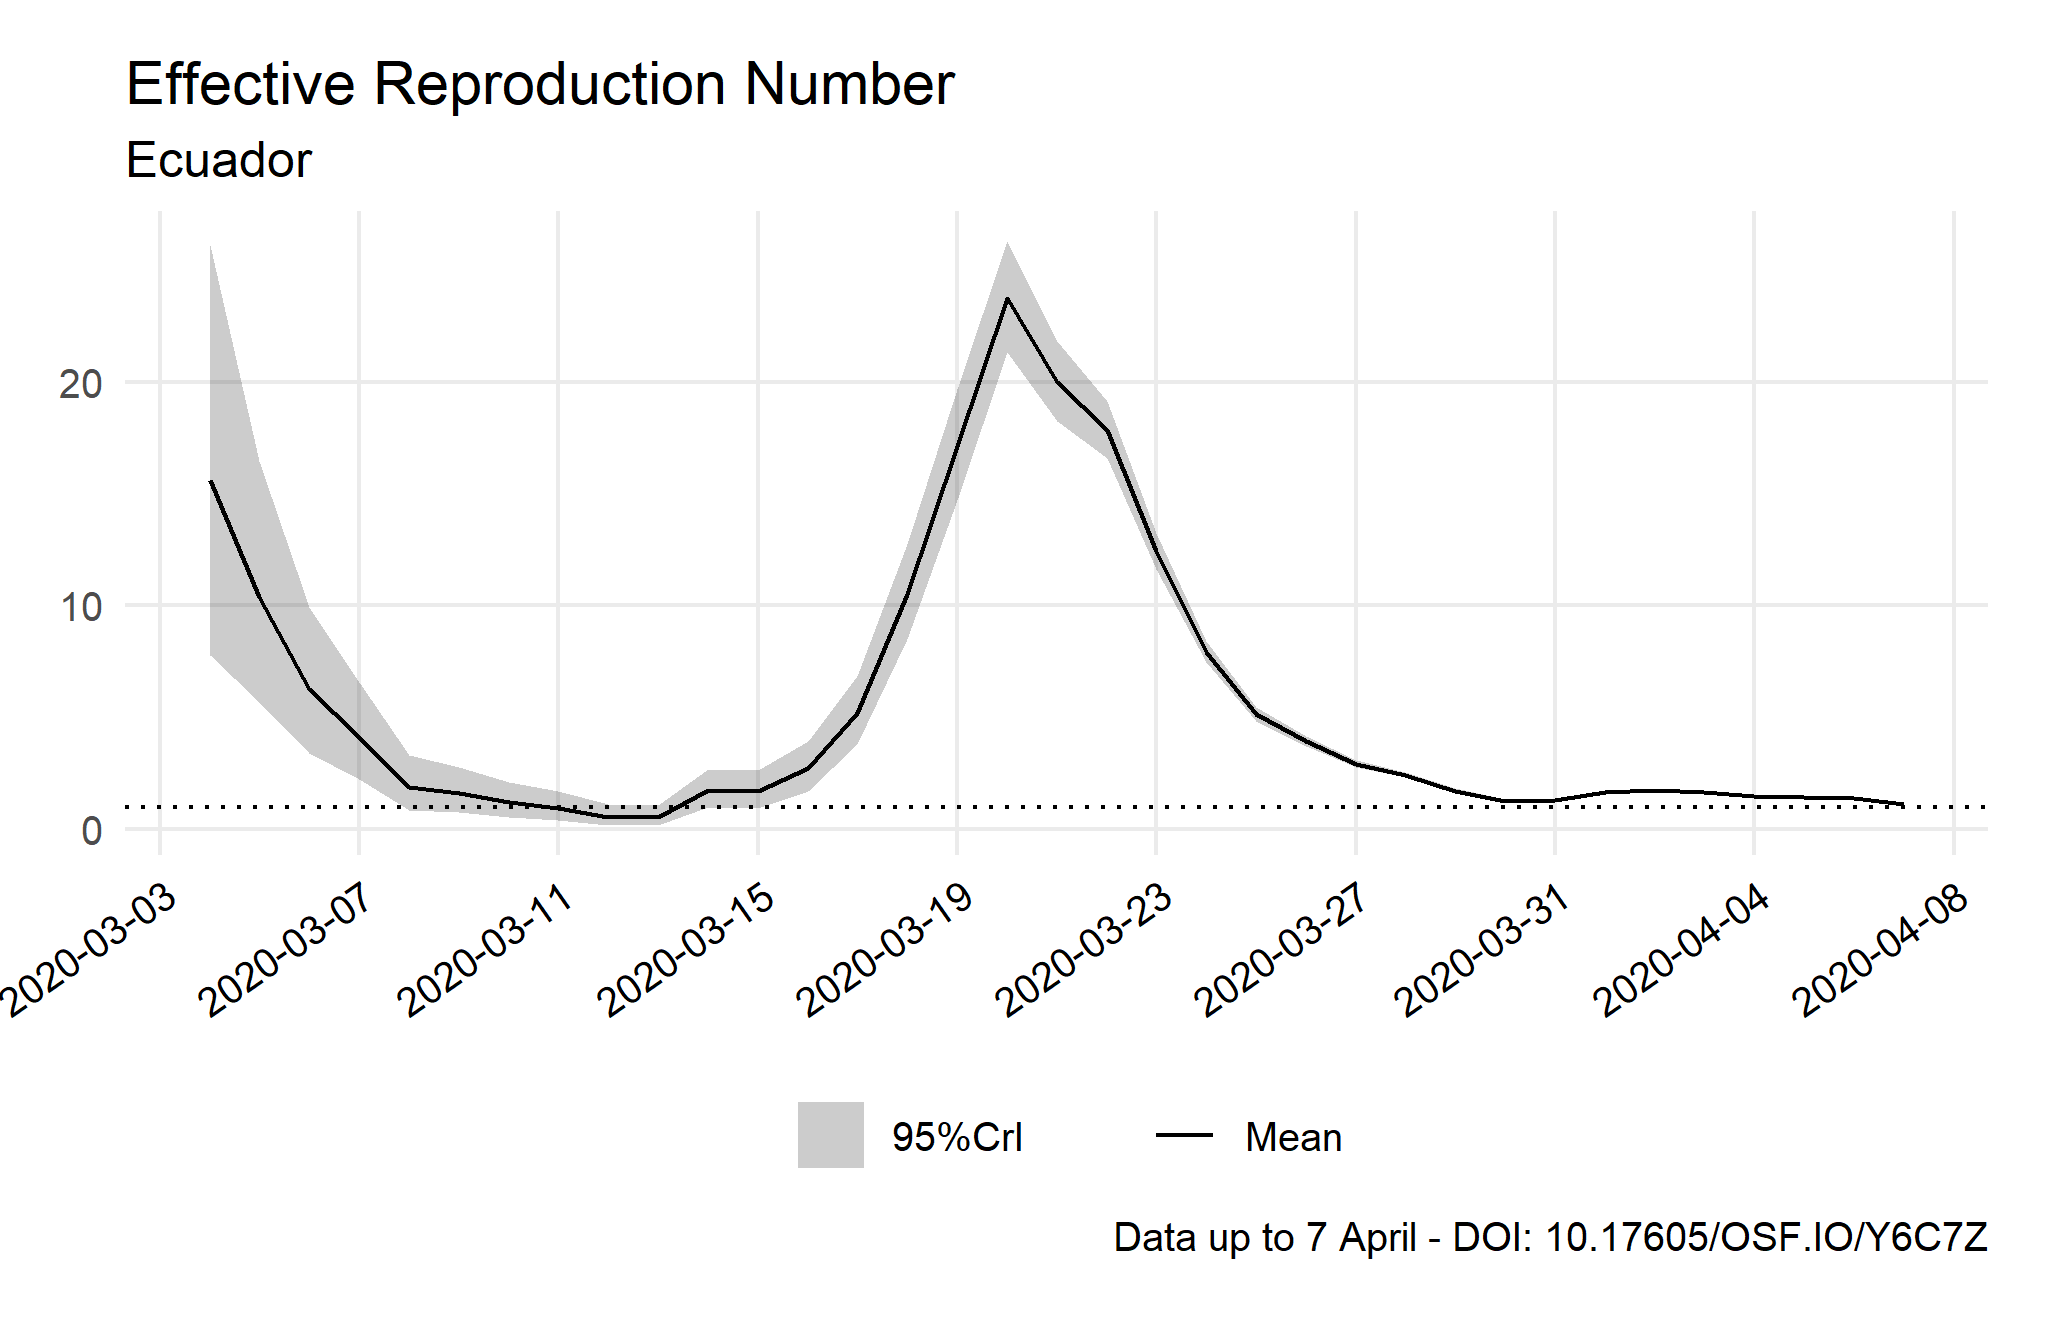 Effective Reproduction Number
Ecuador
20
10
0
2020-03-03
2020-03-07
2020-03-11
2020-03-15
2020-03-19
2020-03-23
2020-03-27
2020-03-31
2020-04-04
2020-04-08
95%CrI
Mean
Data up to 7 April - DOI: 10.17605/OSF.IO/Y6C7Z